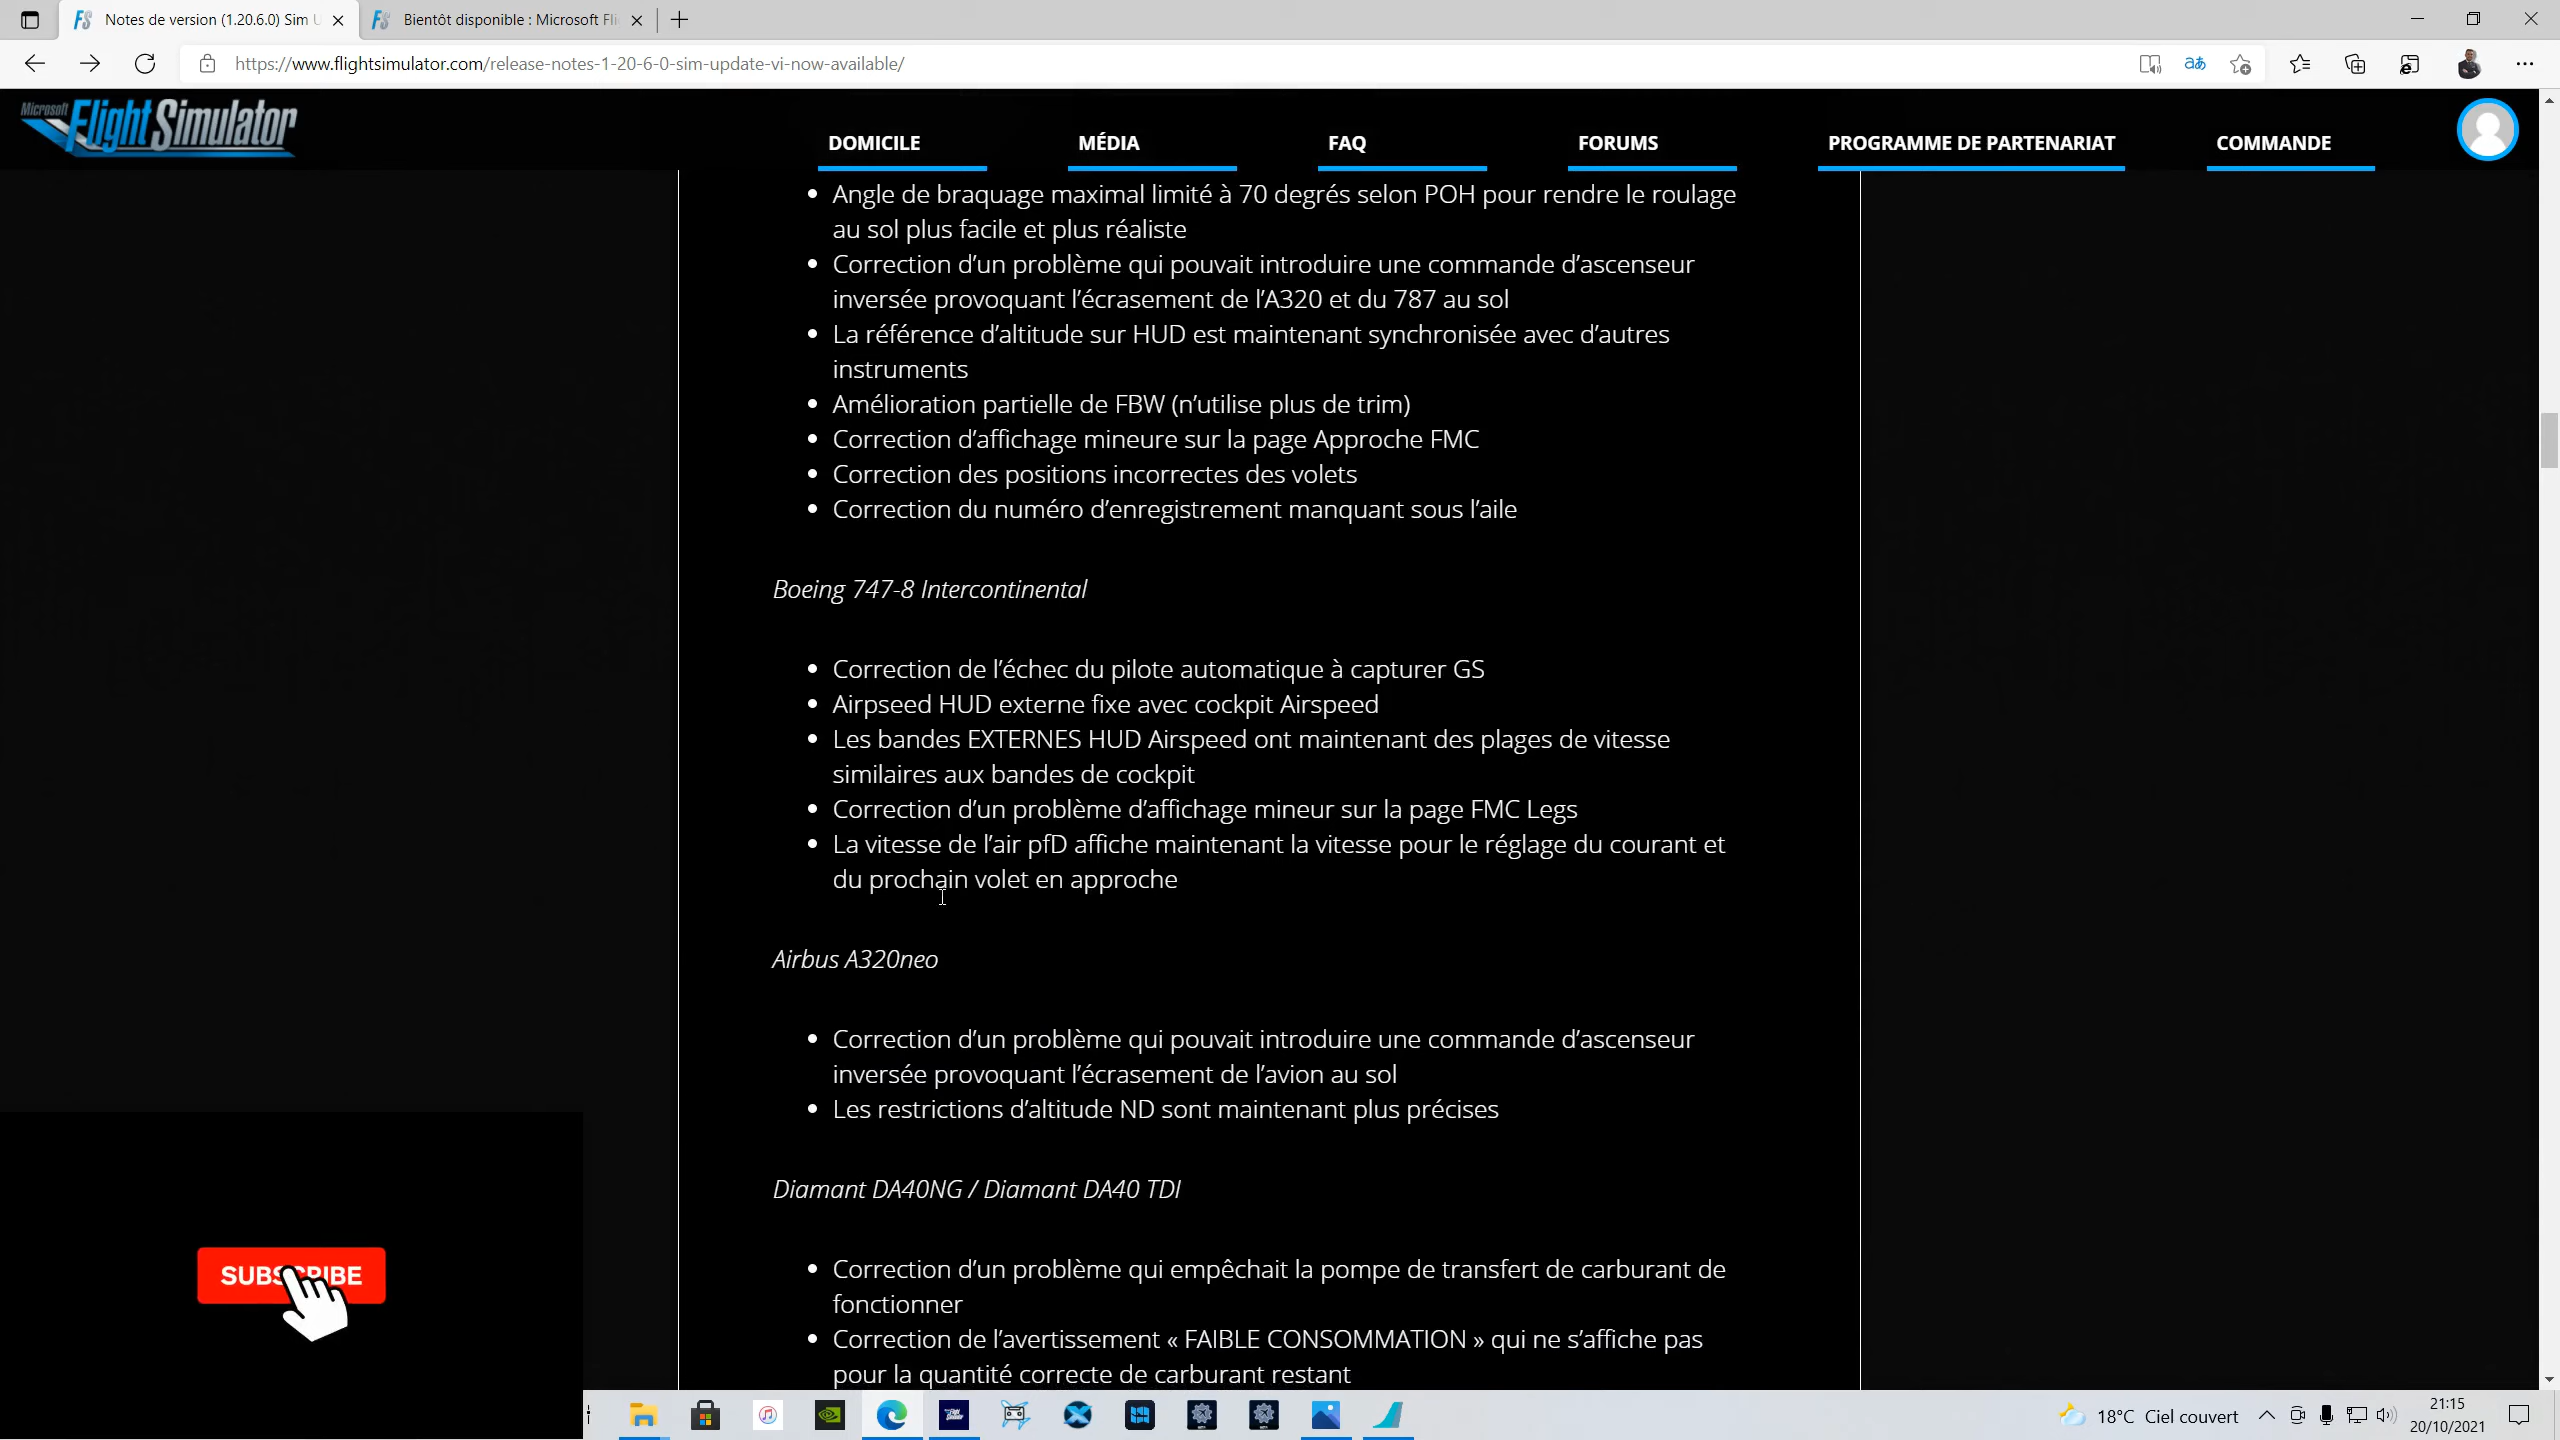 Notes de version (1.20.6.0) Sim U
Bientôt disponible : Microsoft Fli
https://www.flightsimulator.com/release-notes-1-20-6-0-sim-update-vi-now-available/
Microsoft
Flight Simulator
DOMICILE
MÉDIA
FAQ
FORUMS
PROGRAMME DE PARTENARIAT
COMMANDE
Angle de braquage maximal limité à 70 degrés selon POH pour rendre le roulage
au sol plus facile et plus réaliste
Correction d’un problème qui pouvait introduire une commande d’ascenseur
inversée provoquant l’écrasement de l’A320 et du 787 au sol
La référence d’altitude sur HUD est maintenant synchronisée avec d’autres
instruments
Amélioration partielle de FBW (n’utilise plus de trim)
Correction d’affichage mineure sur la page Approche FMC
Correction des positions incorrectes des volets
Correction du numéro d’enregistrement manquant sous l’aile
Boeing 747-8 Intercontinental
Correction de l’échec du pilote automatique à capturer GS
Airpseed HUD externe fixe avec cockpit Airspeed
Les bandes EXTERNES HUD Airspeed ont maintenant des plages de vitesse
similaires aux bandes de cockpit
Correction d’un problème d’affichage mineur sur la page FMC Legs
La vitesse de l’air pfD affiche maintenant la vitesse pour le réglage du courant et
du prochain volet en approche
Airbus A320neo
Correction d’un problème qui pouvait introduire une commande d’ascenseur
inversée provoquant l’écrasement de l’avion au sol
Les restrictions d’altitude ND sont maintenant plus précises
Diamant DA40NG / Diamant DA40 TDI
Correction d’un problème qui empêchait la pompe de transfert de carburant de
fonctionner
Correction de l’avertissement « FAIBLE CONSOMMATION » qui ne s’affiche pas
pour la quantité correcte de carburant restant
SUBSCRIBE
18°C Ciel couvert
21:15
20/10/2021